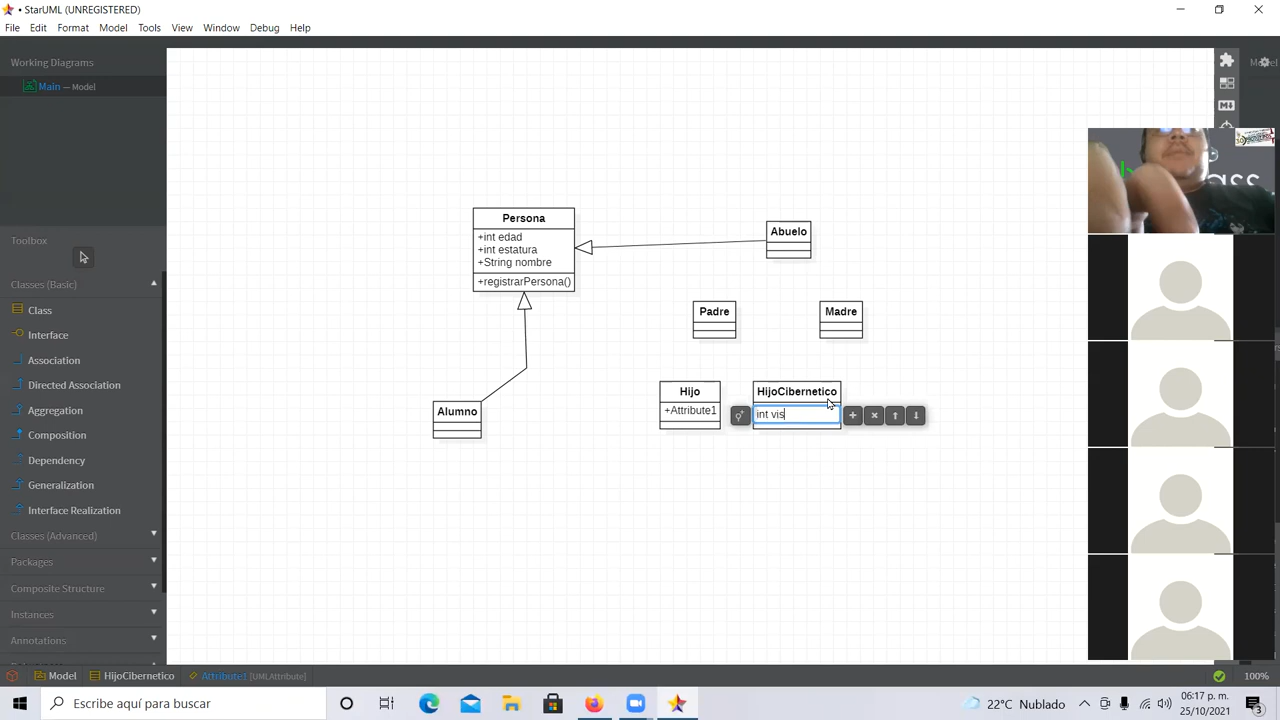 • StarUML (UNREGISTERED)
File Edit Format Model Tools View Window Debug Help
Working Diagrams
Main — Model
Toolbox
Classes (Basic)
Class
Interface
Association
Directed Association
Aggregation
Composition
Dependency
Generalization
Interface Realization
Classes (Advanced)
Packages
Composite Structure
Instances
Annotations
Persona
+int edad
+int estatura
+String nombre
+registrarPersona()
Abuelo
Padre
Madre
Alumno
Hijo
+Attribute1
HijoCibernetico
int vis
Model HijoCibernetico Attribute1 [UMLAttribute]
100%
Escribe aquí para buscar
22°C Nublado
06:17 p. m.
25/10/2021
3